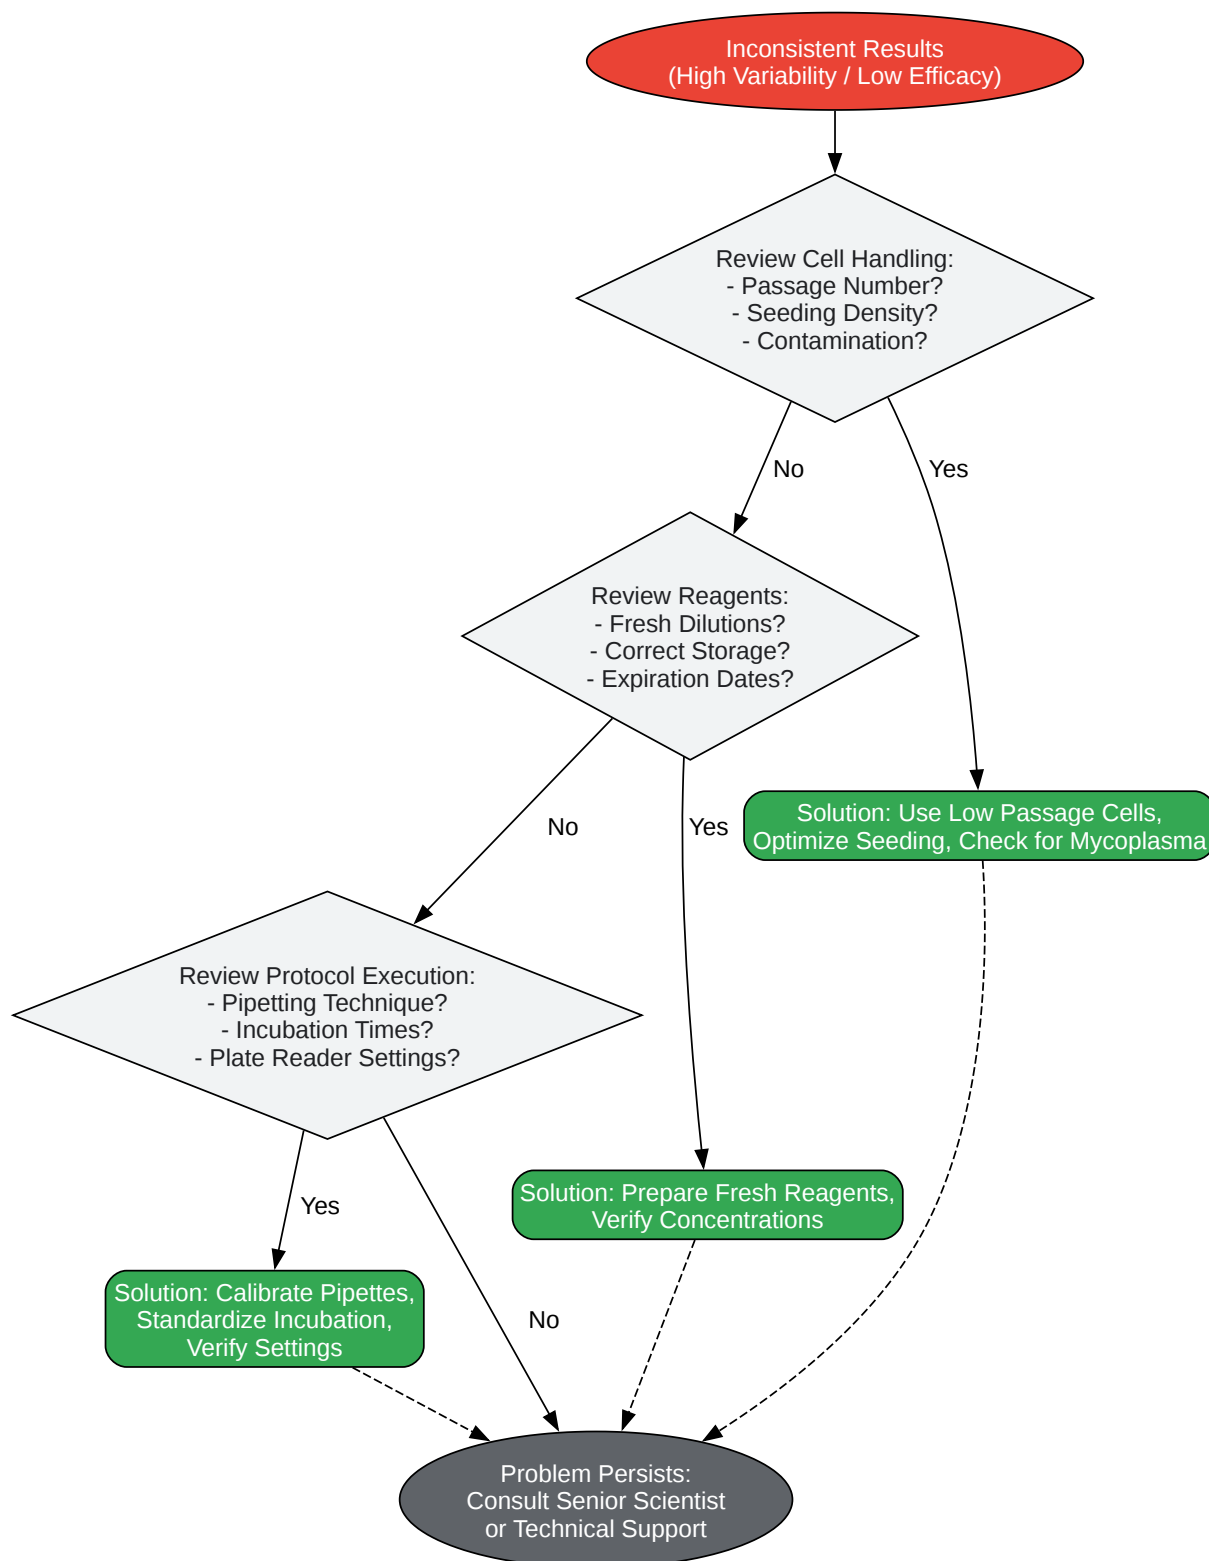 Inconsistent Results
(High Variability / Low Efficacy)
Review Cell Handling:
- Passage Number?
- Seeding Density?
- Contamination?
No
Yes
Review Reagents:
- Fresh Dilutions?
- Correct Storage?
- Expiration Dates?
No
Yes
Solution: Use Low Passage Cells,
Optimize Seeding, Check for Mycoplasma
Review Protocol Execution:
- Pipetting Technique?
- Incubation Times?
- Plate Reader Settings?
Yes
No
Solution: Prepare Fresh Reagents,
Verify Concentrations
Solution: Calibrate Pipettes,
Standardize Incubation,
Verify Settings
Problem Persists:
Consult Senior Scientist
or Technical Support